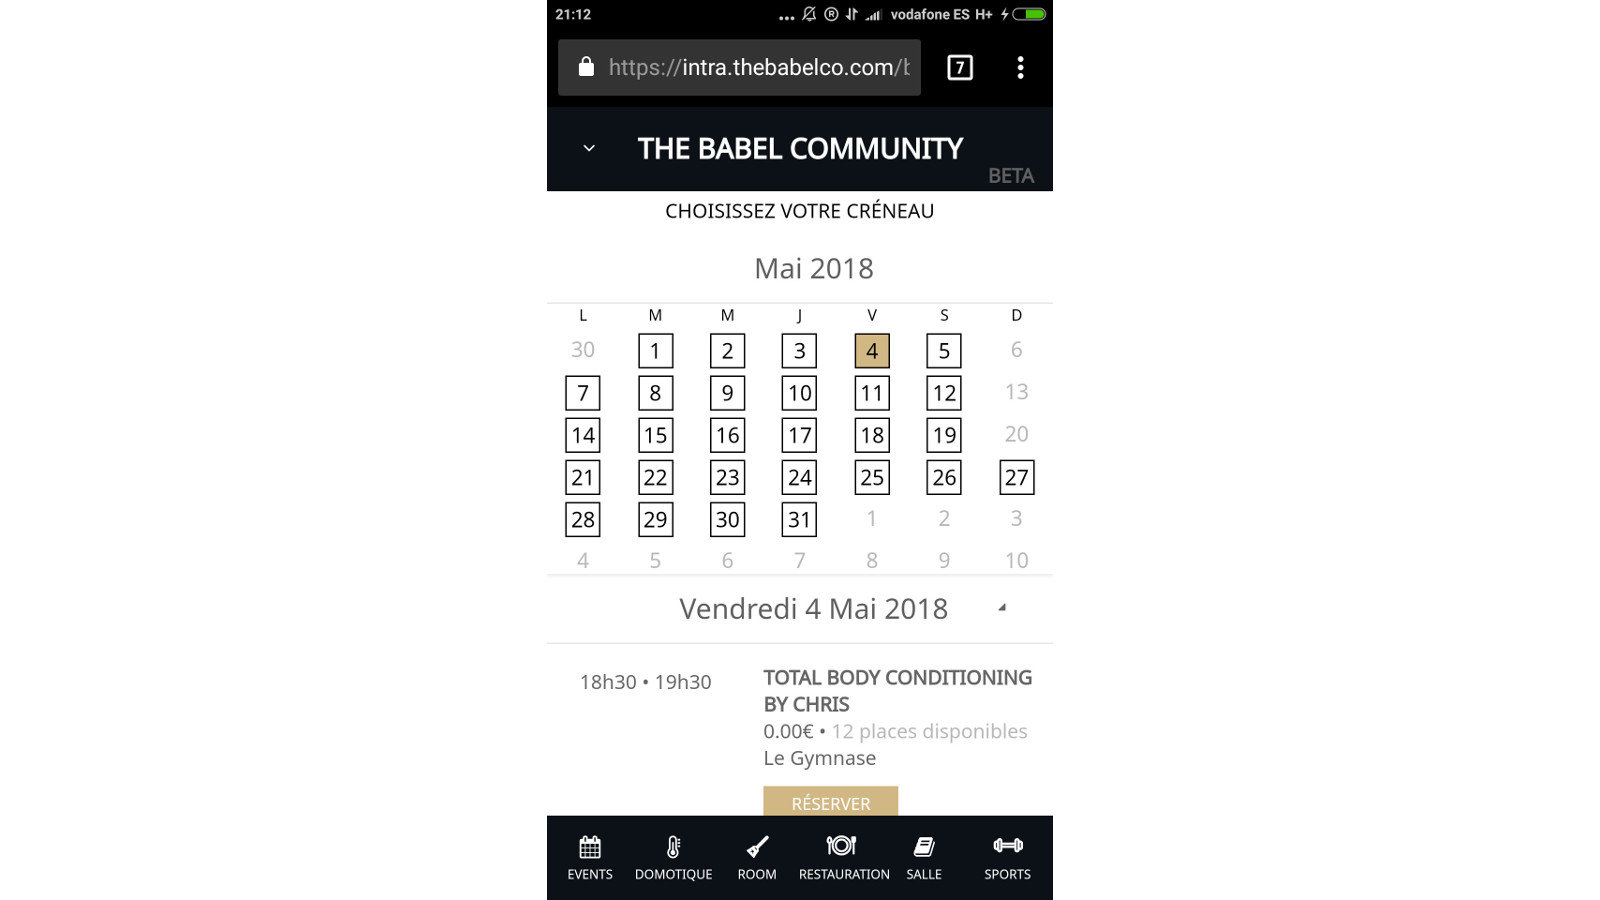 21:12 ... vodafone ES H+
https://intra.thebabelco.com/b 7
THE BABEL COMMUNITY
BETA
CHOISISSEZ VOTRE CRÉNEAU
Mai 2018
L M M J V S D
30 1 2 3 4 5 6
7 8 9 10 11 12 13
14 15 16 17 18 19 20
21 22 23 24 25 26 27
28 29 30 31 1 2 3
4 5 6 7 8 9 10
Vendredi 4 Mai 2018
18h30 • 19h30
TOTAL BODY CONDITIONING
BY CHRIS
0.00€ • 12 places disponibles
Le Gymnase
RÉSERVER
EVENTS DOMOTIQUE ROOM RESTAURATION SALLE SPORTS